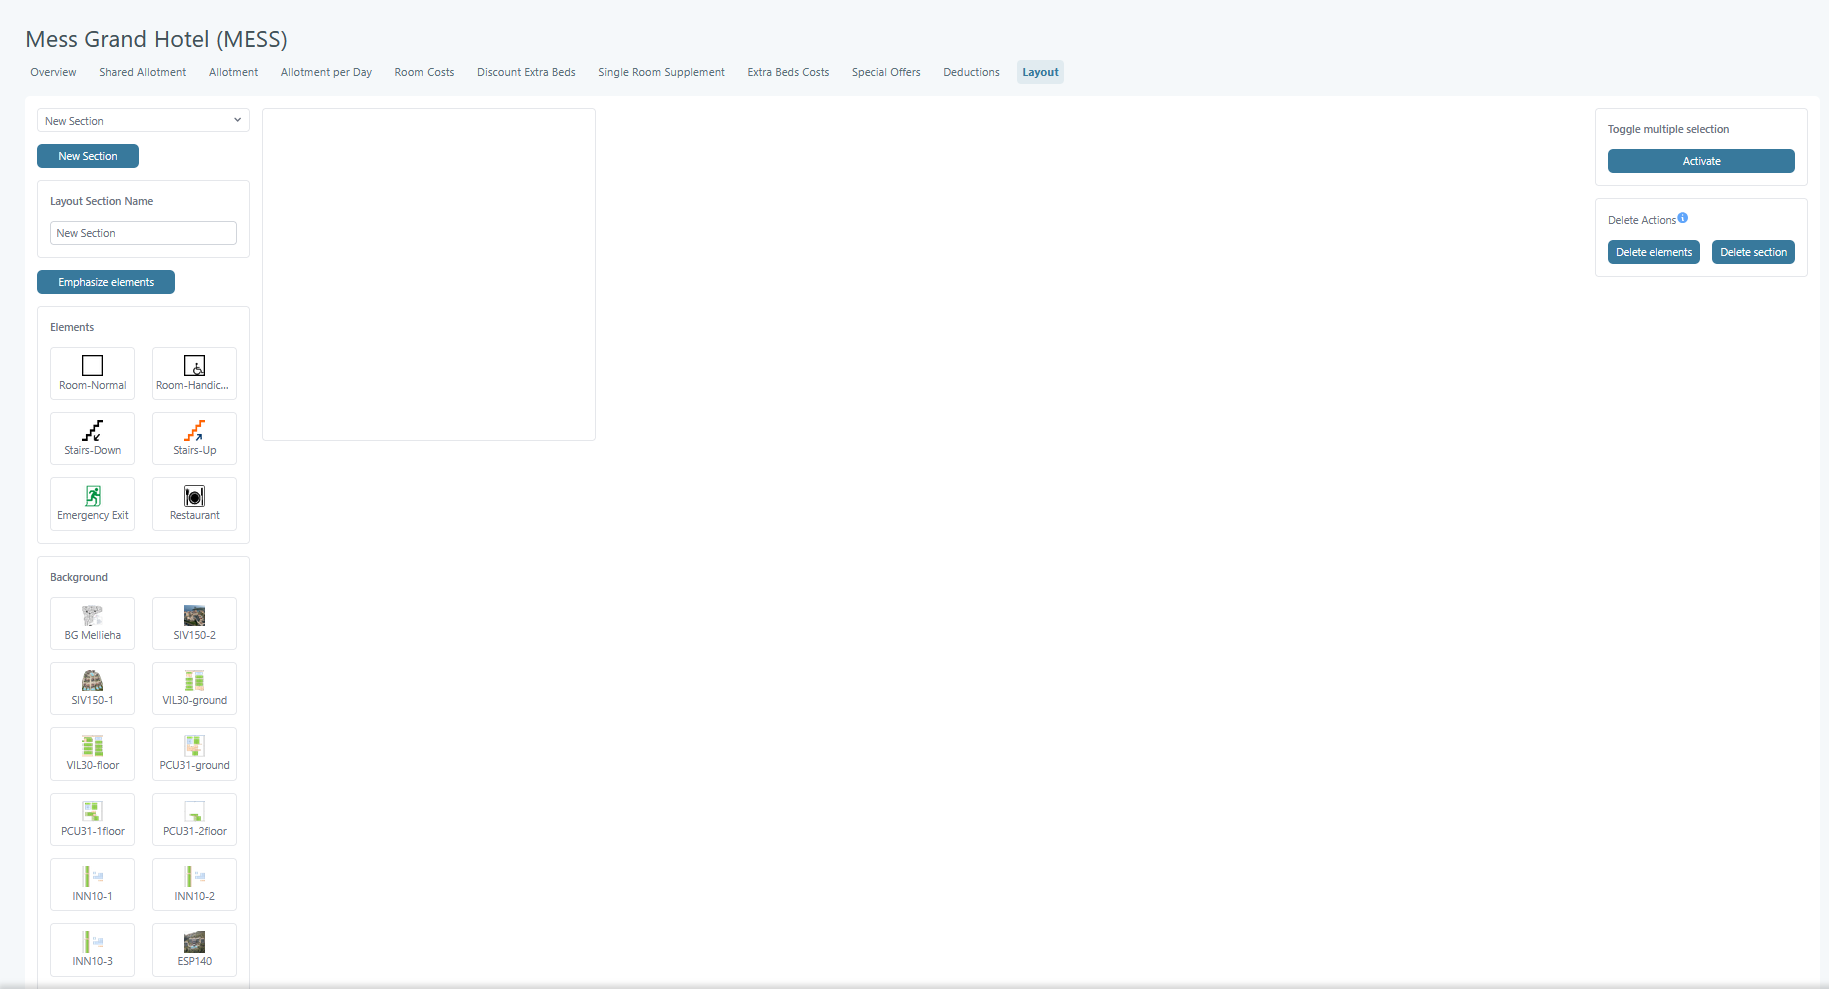 Mess Grand Hotel (MESS)
Overview Shared Allotment Allotment Allotment per Day Room Costs Discount Extra Beds Single Room Supplement Extra Beds Costs Special Offers Deductions Layout
New Section
New Section
Layout Section Name
New Section
Emphasize elements
Elements
Room-Normal Room-Handic...
Stairs-Down Stairs-Up
Emergency Exit Restaurant
Background
BG Mellieha SIV150-2
SIV150-1 VIL30-ground
VIL30-floor PCU31-ground
PCU31-1floor PCU31-2floor
INN10-1 INN10-2
INN10-3 ESP140
Toggle multiple selection
Activate
Delete Actions
Delete elements Delete section